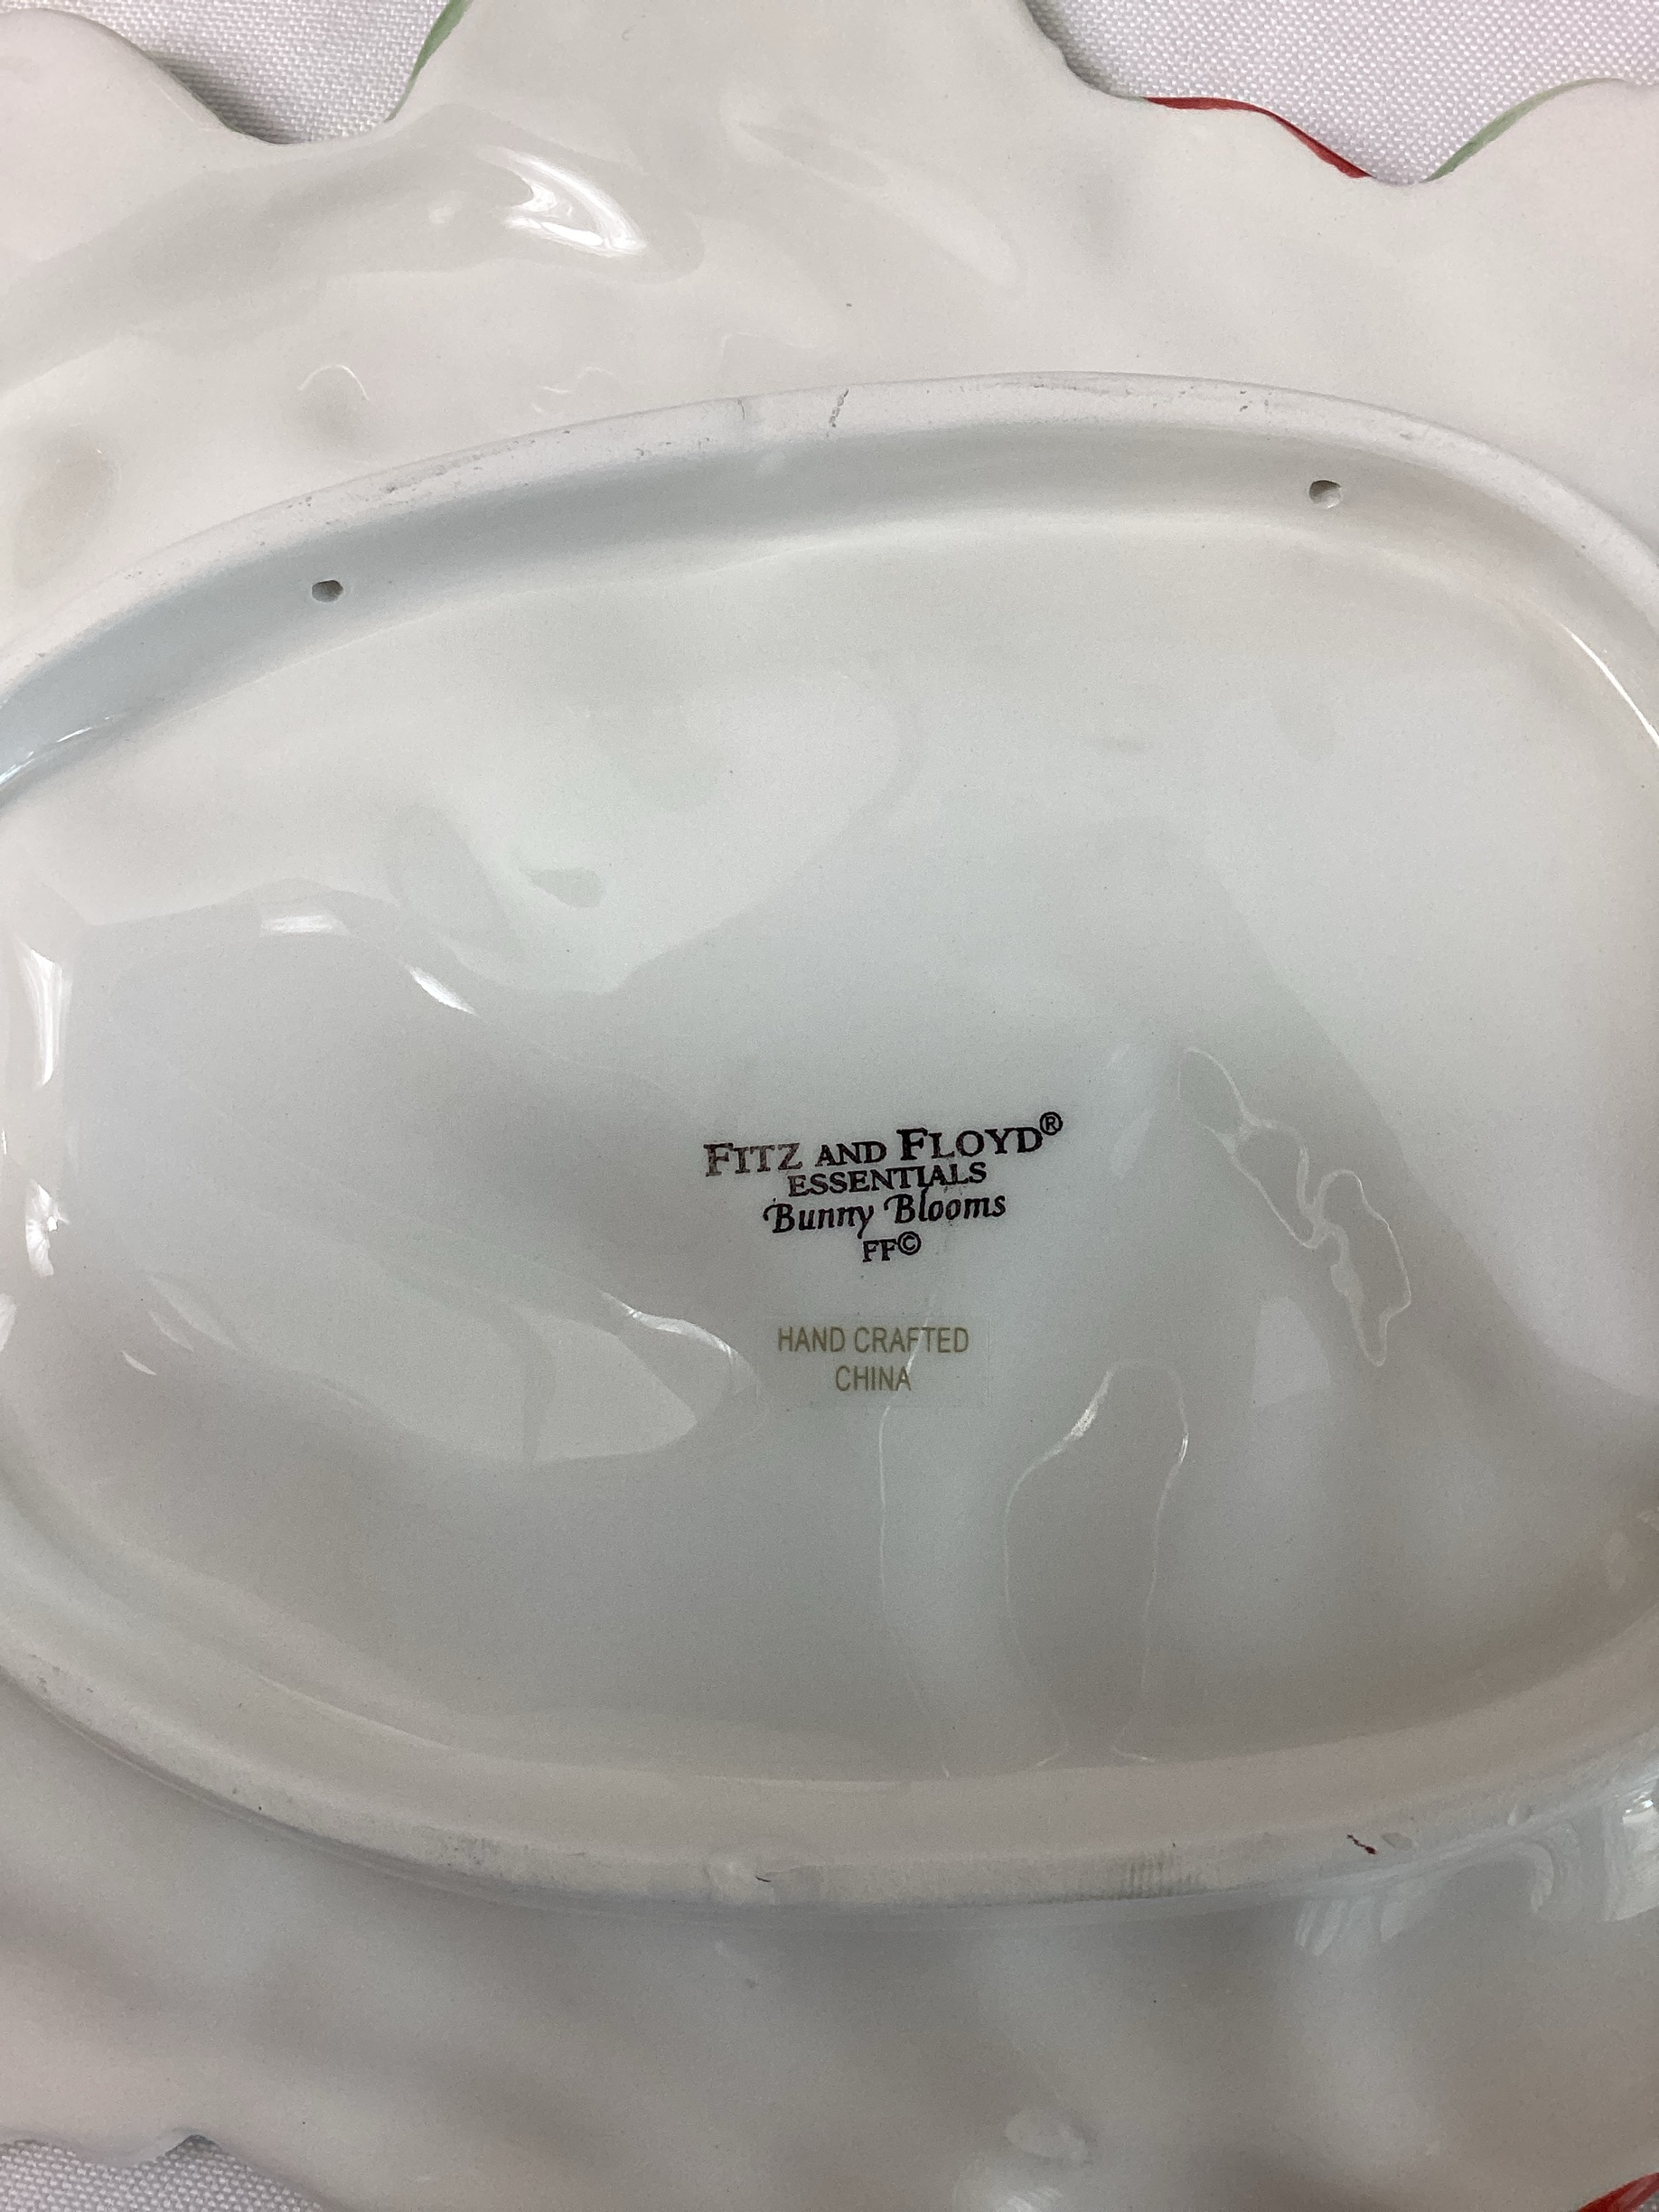 FITZ AND FLOYD®
ESSENTIALS
Bunny Blooms
FF©
HAND CRAFTED
CHINA